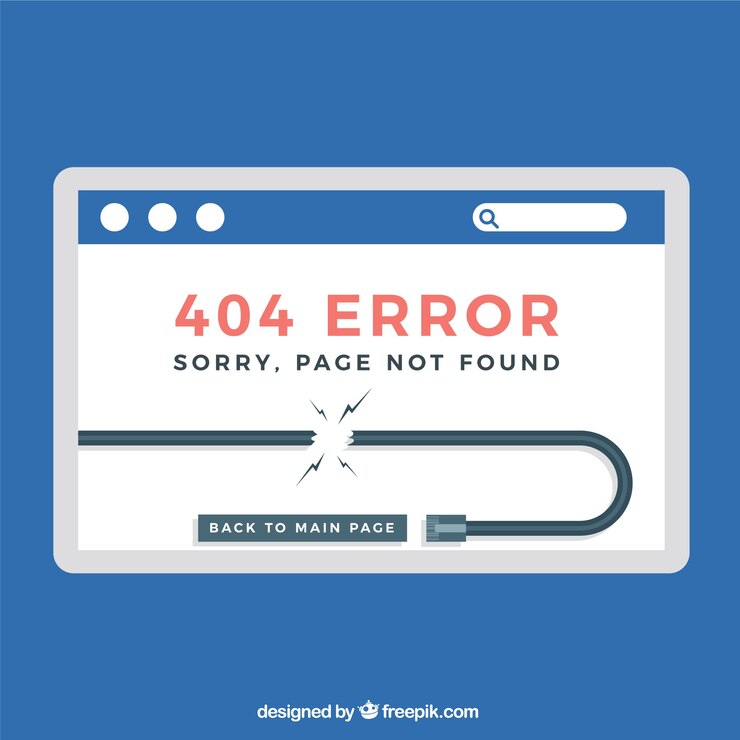 404 ERROR
SORRY, PAGE NOT FOUND
BACK TO MAIN PAGE
designed by freepik.com